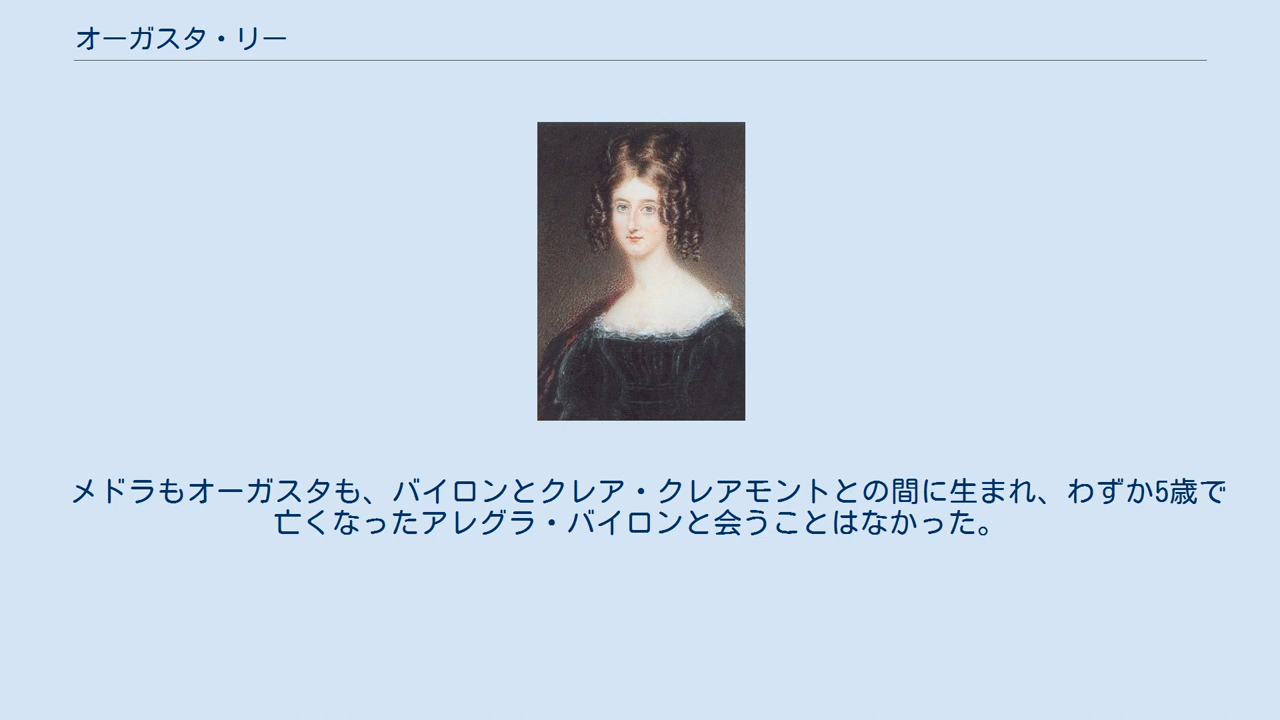 オーガスタ・リー
メドラもオーガスタも、バイロンとクレア・クレアモントとの間に生まれ、わずか5歳で
亡くなったアレグラ・バイロンと会うことはなかった。